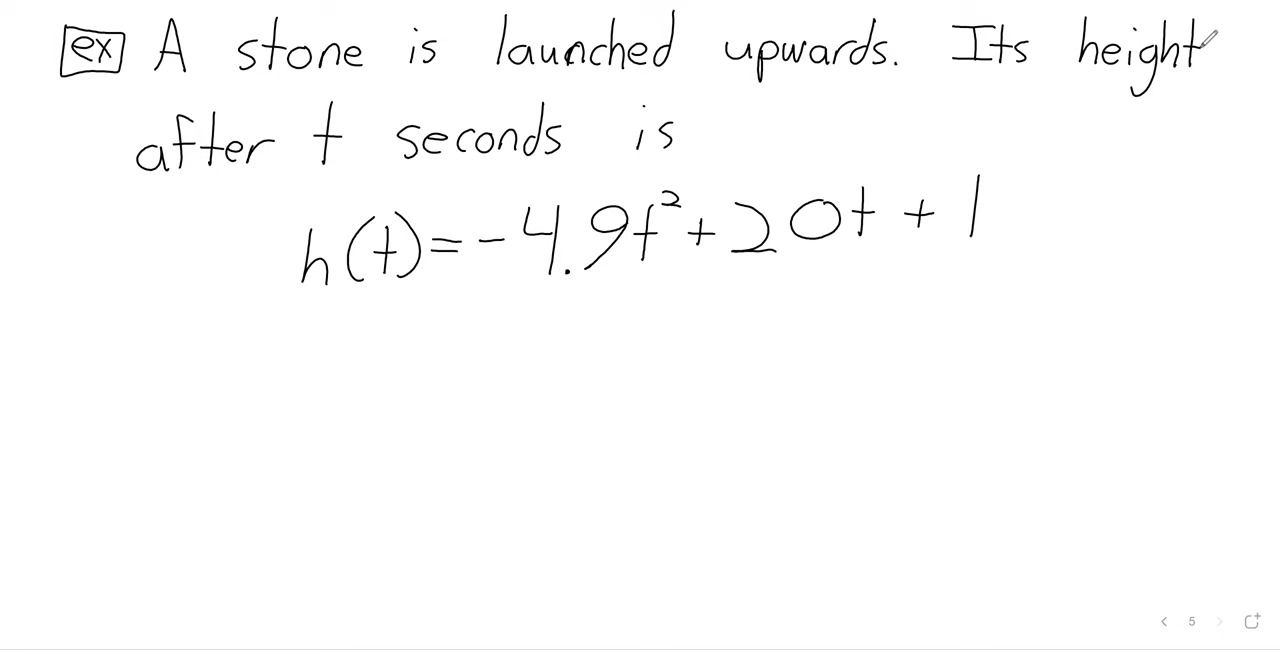 ex A stone is launched upwards. Its height
after t seconds is
h(t)=-4.9t²+20t+1
< 5 >